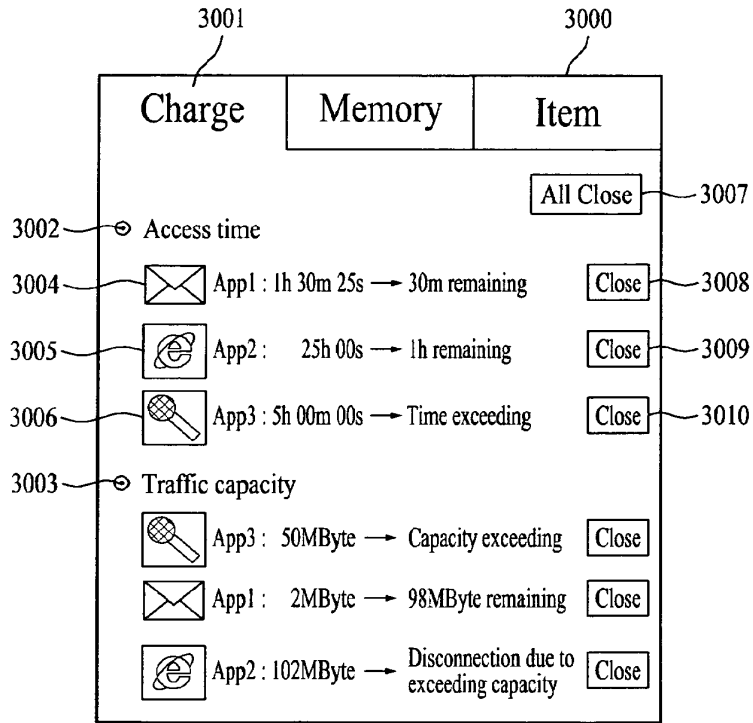 3001 3000
Charge Memory Item
All Close 3007
3002 Access time
3004 App1 : 1h 30m 25s → 30m remaining Close 3008
3005 App2 : 25h 00s → 1h remaining Close 3009
3006 App3 : 5h 00m 00s → Time exceeding Close 3010
3003 Traffic capacity
App3 : 50MByte → Capacity exceeding Close
App1 : 2MByte → 98MByte remaining Close
App2 : 102MByte → Disconnection due to
exceeding capacity Close